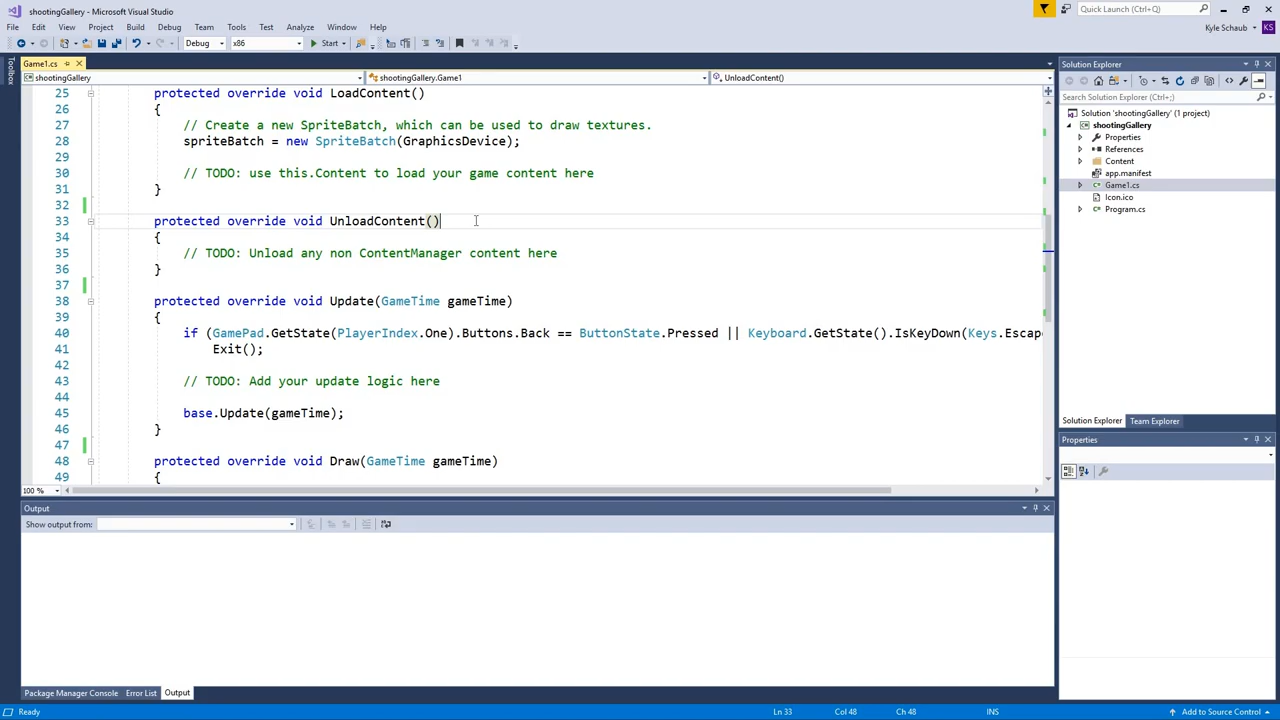 shootingGallery - Microsoft Visual Studio
Quick Launch (Ctrl+Q)
File Edit View Project Build Debug Team Tools Test Analyze Window Help
Kyle Schaub KS
Debug x86 Start
Toolbox
Game1.cs
shootingGallery shootingGallery.Game1 UnloadContent()
25 protected override void LoadContent()
26 {
27 // Create a new SpriteBatch, which can be used to draw textures.
28 spriteBatch = new SpriteBatch(GraphicsDevice);
29
30 // TODO: use this.Content to load your game content here
31 }
32
33 protected override void UnloadContent()
34 {
35 // TODO: Unload any non ContentManager content here
36 }
37
38 protected override void Update(GameTime gameTime)
39 {
40 if (GamePad.GetState(PlayerIndex.One).Buttons.Back == ButtonState.Pressed || Keyboard.GetState().IsKeyDown(Keys.Escape
41 Exit();
42
43 // TODO: Add your update logic here
44
45 base.Update(gameTime);
46 }
47
48 protected override void Draw(GameTime gameTime)
49 {
100 %
Solution Explorer
Search Solution Explorer (Ctrl+;)
Solution 'shootingGallery' (1 project)
shootingGallery
Properties
References
Content
app.manifest
Game1.cs
Icon.ico
Program.cs
Solution Explorer Team Explorer
Properties
Output
Show output from:
Package Manager Console Error List Output
Ready Ln 33 Col 48 Ch 48 INS Add to Source Control